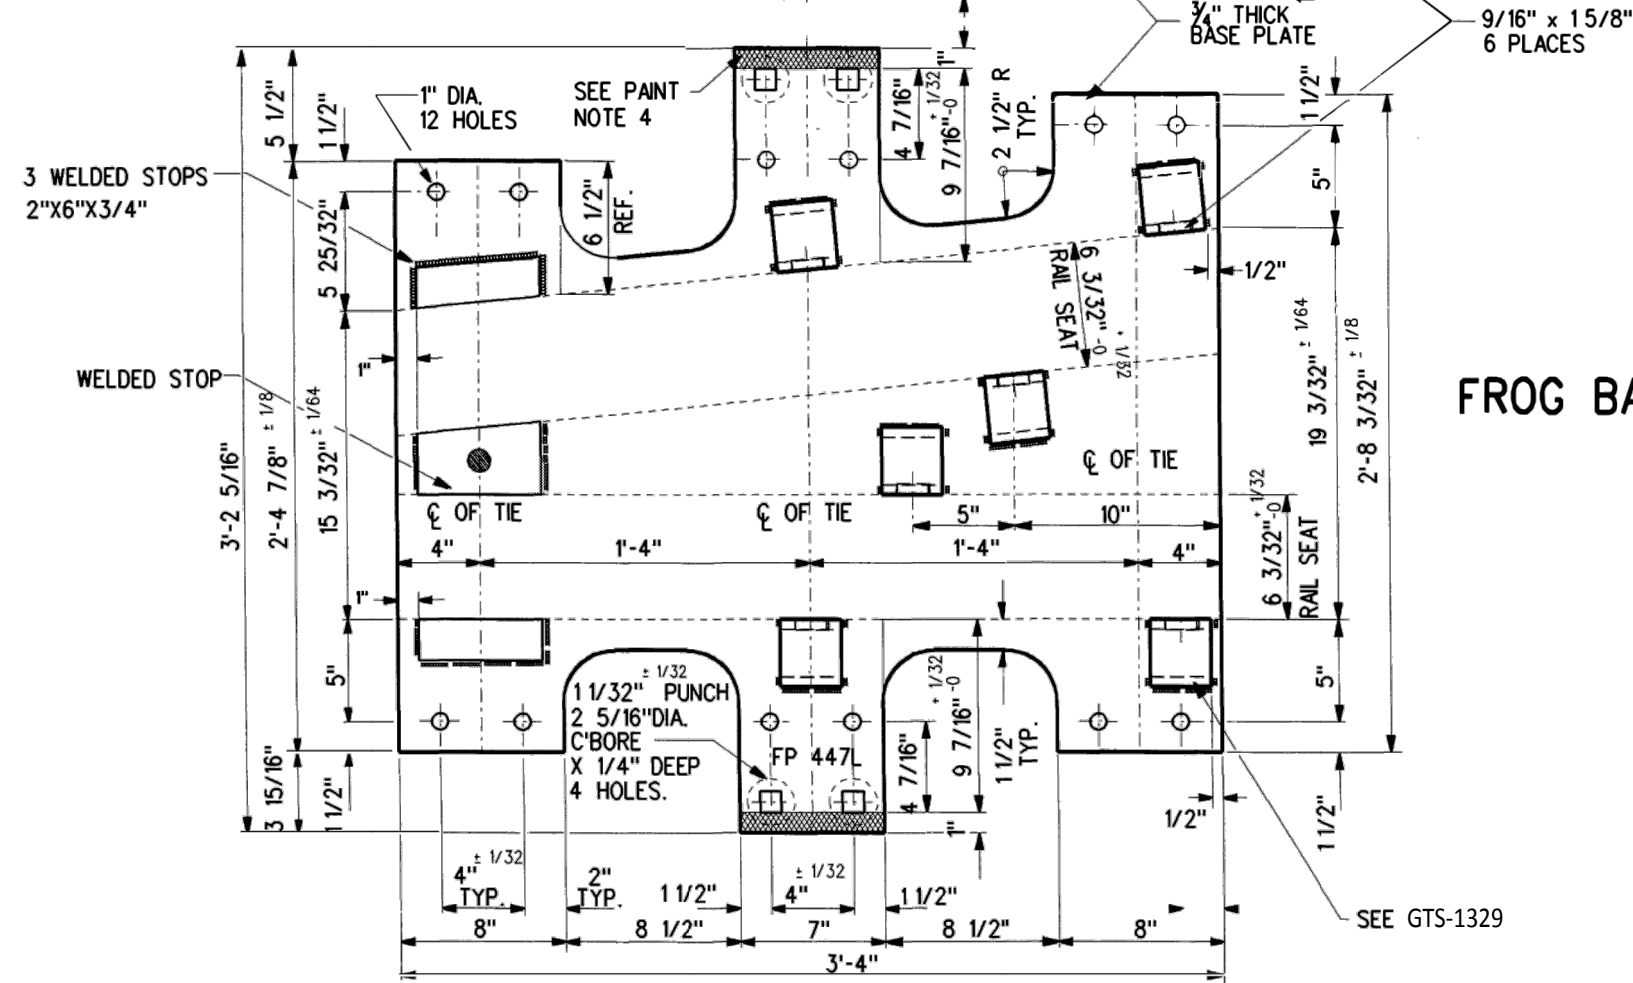 3/4" THICK
BASE PLATE
9/16" x 1 5/8"
6 PLACES
1" DIA.
12 HOLES
SEE PAINT
NOTE 4
3 WELDED STOPS
2"X6"X3/4"
WELDED STOP
5 1/2"
1 1/2"
5 25/32"
6 1/2"
REF.
1"
4 7/16"
9 7/16" + 1/32 -0
2 1/2" R
TYP.
1 1/2"
5"
1/2"
6 3/32" + 1/32 -0
RAIL SEAT
19 3/32" ± 1/64
2'-8 3/32" ± 1/8
FROG BA
1"
3'-2 5/16"
2'-4 7/8" ± 1/8
15 3/32" ± 1/64
℄ OF TIE
℄ OF TIE
℄ OF TIE
5"
10"
4"
1'-4"
1'-4"
4"
6 3/32" + 1/32 -0
RAIL SEAT
1"
5"
3 15/16"
1 1/2"
1 1/32" ± 1/32 PUNCH
2 5/16"DIA.
C'BORE
X 1/4" DEEP
4 HOLES.
FP 447L
4 7/16"
9 7/16" + 1/32 -0
1 1/2"
TYP.
1"
5"
1/2"
1 1/2"
4" ± 1/32
TYP.
2"
TYP.
1 1/2"
4" ± 1/32
1 1/2"
SEE GTS-1329
8"
8 1/2"
7"
8 1/2"
8"
3'-4"